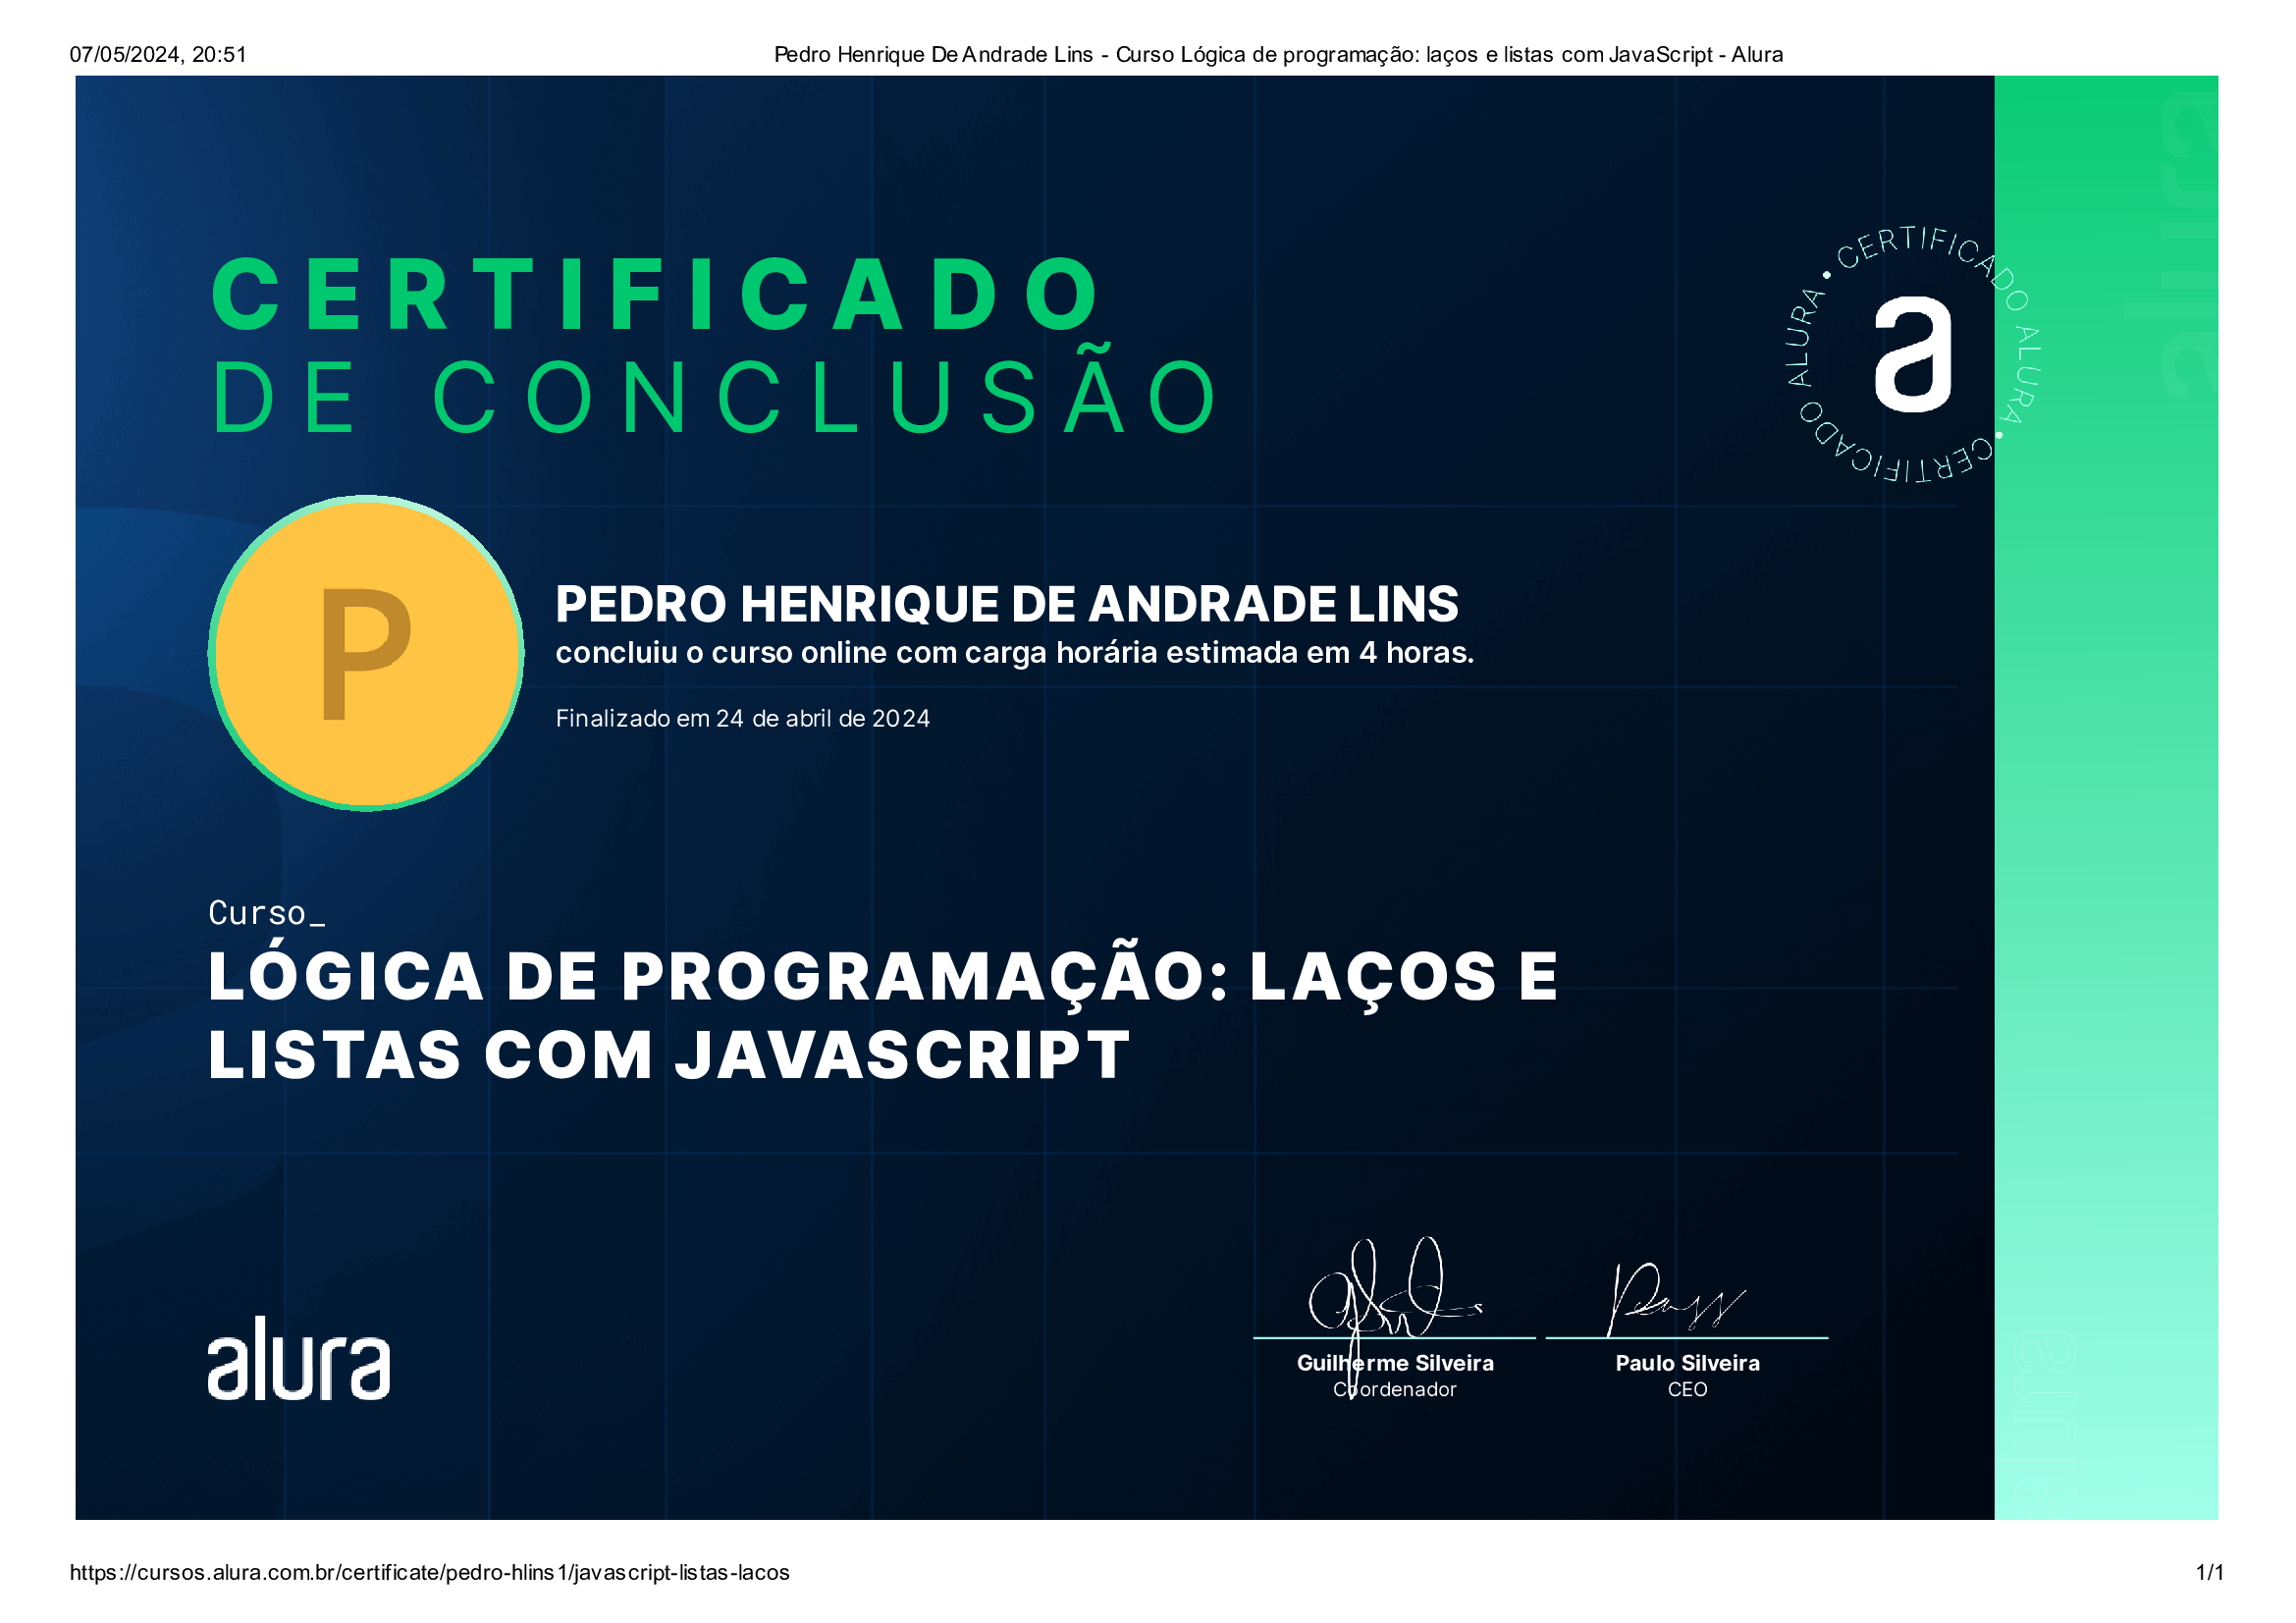 07/05/2024, 20:51
Pedro Henrique De Andrade Lins - Curso Lógica de programação: laços e listas com JavaScript - Alura
CERTIFICADO
DE CONCLUSÃO
• CERTIFICADO ALURA • CERTIFICADO ALURA
a
alura
P
PEDRO HENRIQUE DE ANDRADE LINS
concluiu o curso online com carga horária estimada em 4 horas.
Finalizado em 24 de abril de 2024
Curso_
LÓGICA DE PROGRAMAÇÃO: LAÇOS E
LISTAS COM JAVASCRIPT
alura
Guilherme Silveira
Coordenador
Paulo Silveira
CEO
alura
https://cursos.alura.com.br/certificate/pedro-hlins1/javascript-listas-lacos
1/1